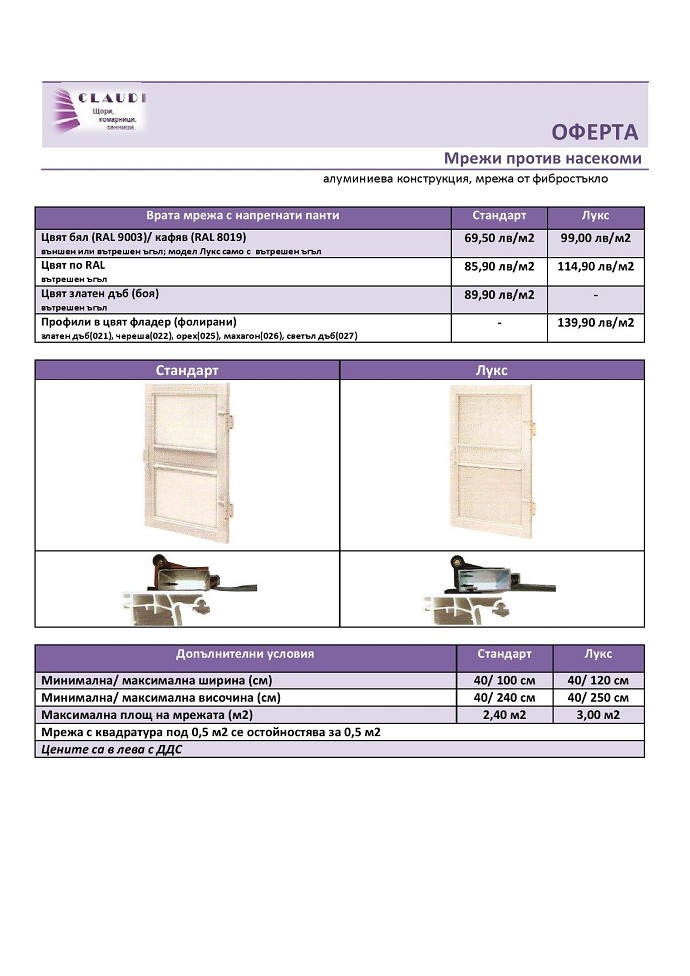 CLAUDI
Щори,
комарници,
сенници
ОФЕРТА
Мрежи против насекоми
алуминиева конструкция, мрежа от фибростъкло
Врата мрежа с напрегнати панти Стандарт Лукс
Цвят бял (RAL 9003)/ кафяв (RAL 8019) 69,50 лв/м2 99,00 лв/м2
външен или вътрешен ъгъл; модел Лукс само с вътрешен ъгъл
Цвят по RAL 85,90 лв/м2 114,90 лв/м2
вътрешен ъгъл
Цвят златен дъб (боя) 89,90 лв/м2 -
вътрешен ъгъл
Профили в цвят фладер (фолирани) - 139,90 лв/м2
златен дъб(021), череша(022), орех(025), махагон(026), светъл дъб(027)
Стандарт Лукс
Допълнителни условия Стандарт Лукс
Минимална/ максимална ширина (см) 40/ 100 см 40/ 120 см
Минимална/ максимална височина (см) 40/ 240 см 40/ 250 см
Максимална площ на мрежата (м2) 2,40 м2 3,00 м2
Мрежа с квадратура под 0,5 м2 се остойностява за 0,5 м2
Цените са в лева с ДДС